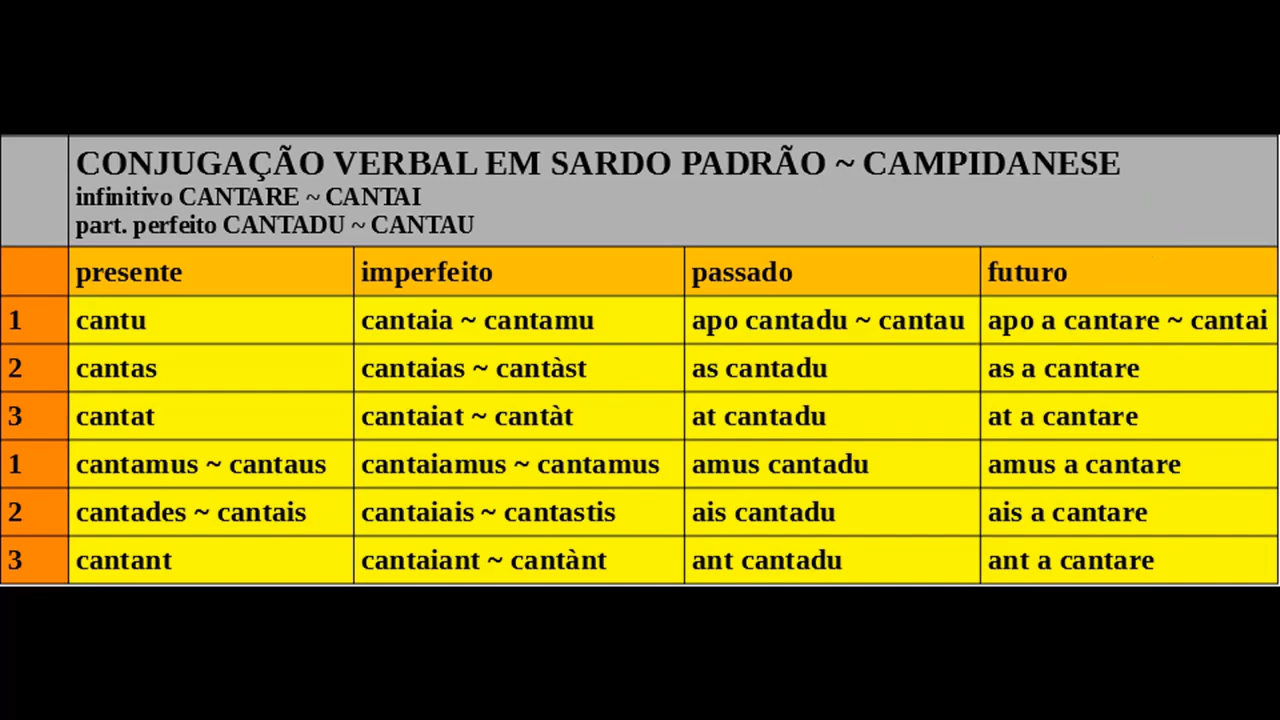 CONJUGAÇÃO VERBAL EM SARDO PADRÃO ~ CAMPIDANESE
infinitivo CANTARE ~ CANTAI
part. perfeito CANTADU ~ CANTAU
presente imperfeito passado futuro
1 cantu cantaia ~ cantamu apo cantadu ~ cantau apo a cantare ~ cantai
2 cantas cantaias ~ cantàst as cantadu as a cantare
3 cantat cantaiat ~ cantàt at cantadu at a cantare
1 cantamus ~ cantaus cantaiamus ~ cantamus amus cantadu amus a cantare
2 cantades ~ cantais cantaiais ~ cantastis ais cantadu ais a cantare
3 cantant cantaiant ~ cantànt ant cantadu ant a cantare